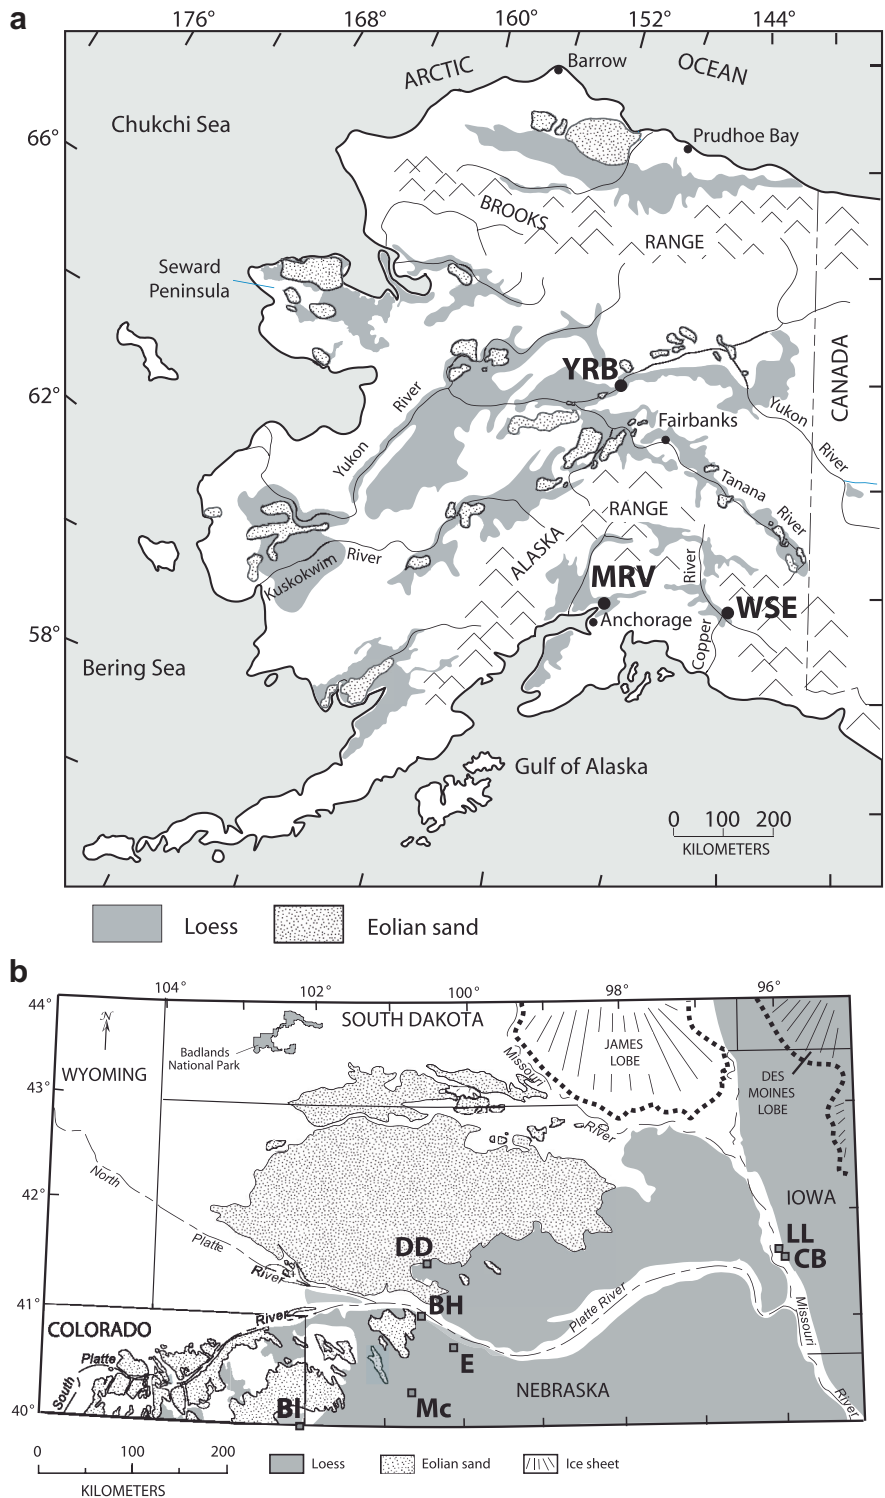 a
176° 168° 160° 152° 144°
ARCTIC OCEAN
Barrow
Chukchi Sea
66°
Prudhoe Bay
BROOKS
RANGE
Seward
Peninsula
CANADA
YRB
62°
River
Yukon
Yukon
River
Fairbanks
Tanana
River
RANGE
ALASKA
River
Kuskokwim
MRV
River
WSE
Anchorage
Copper
58°
Bering Sea
Gulf of Alaska
0 100 200
KILOMETERS
Loess
Eolian sand
b
104° 102° 100° 98° 96°
44°
SOUTH DAKOTA
Badlands
National Park
JAMES
LOBE
Missouri
WYOMING
N
43°
DES
MOINES
LOBE
River
North
42°
IOWA
Platte
DD
LL
CB
River
BH
41°
River
Platte River
Missouri
COLORADO
Platte
South
E
NEBRASKA
BI
Mc
River
40°
0 100 200
KILOMETERS
Loess
Eolian sand
Ice sheet